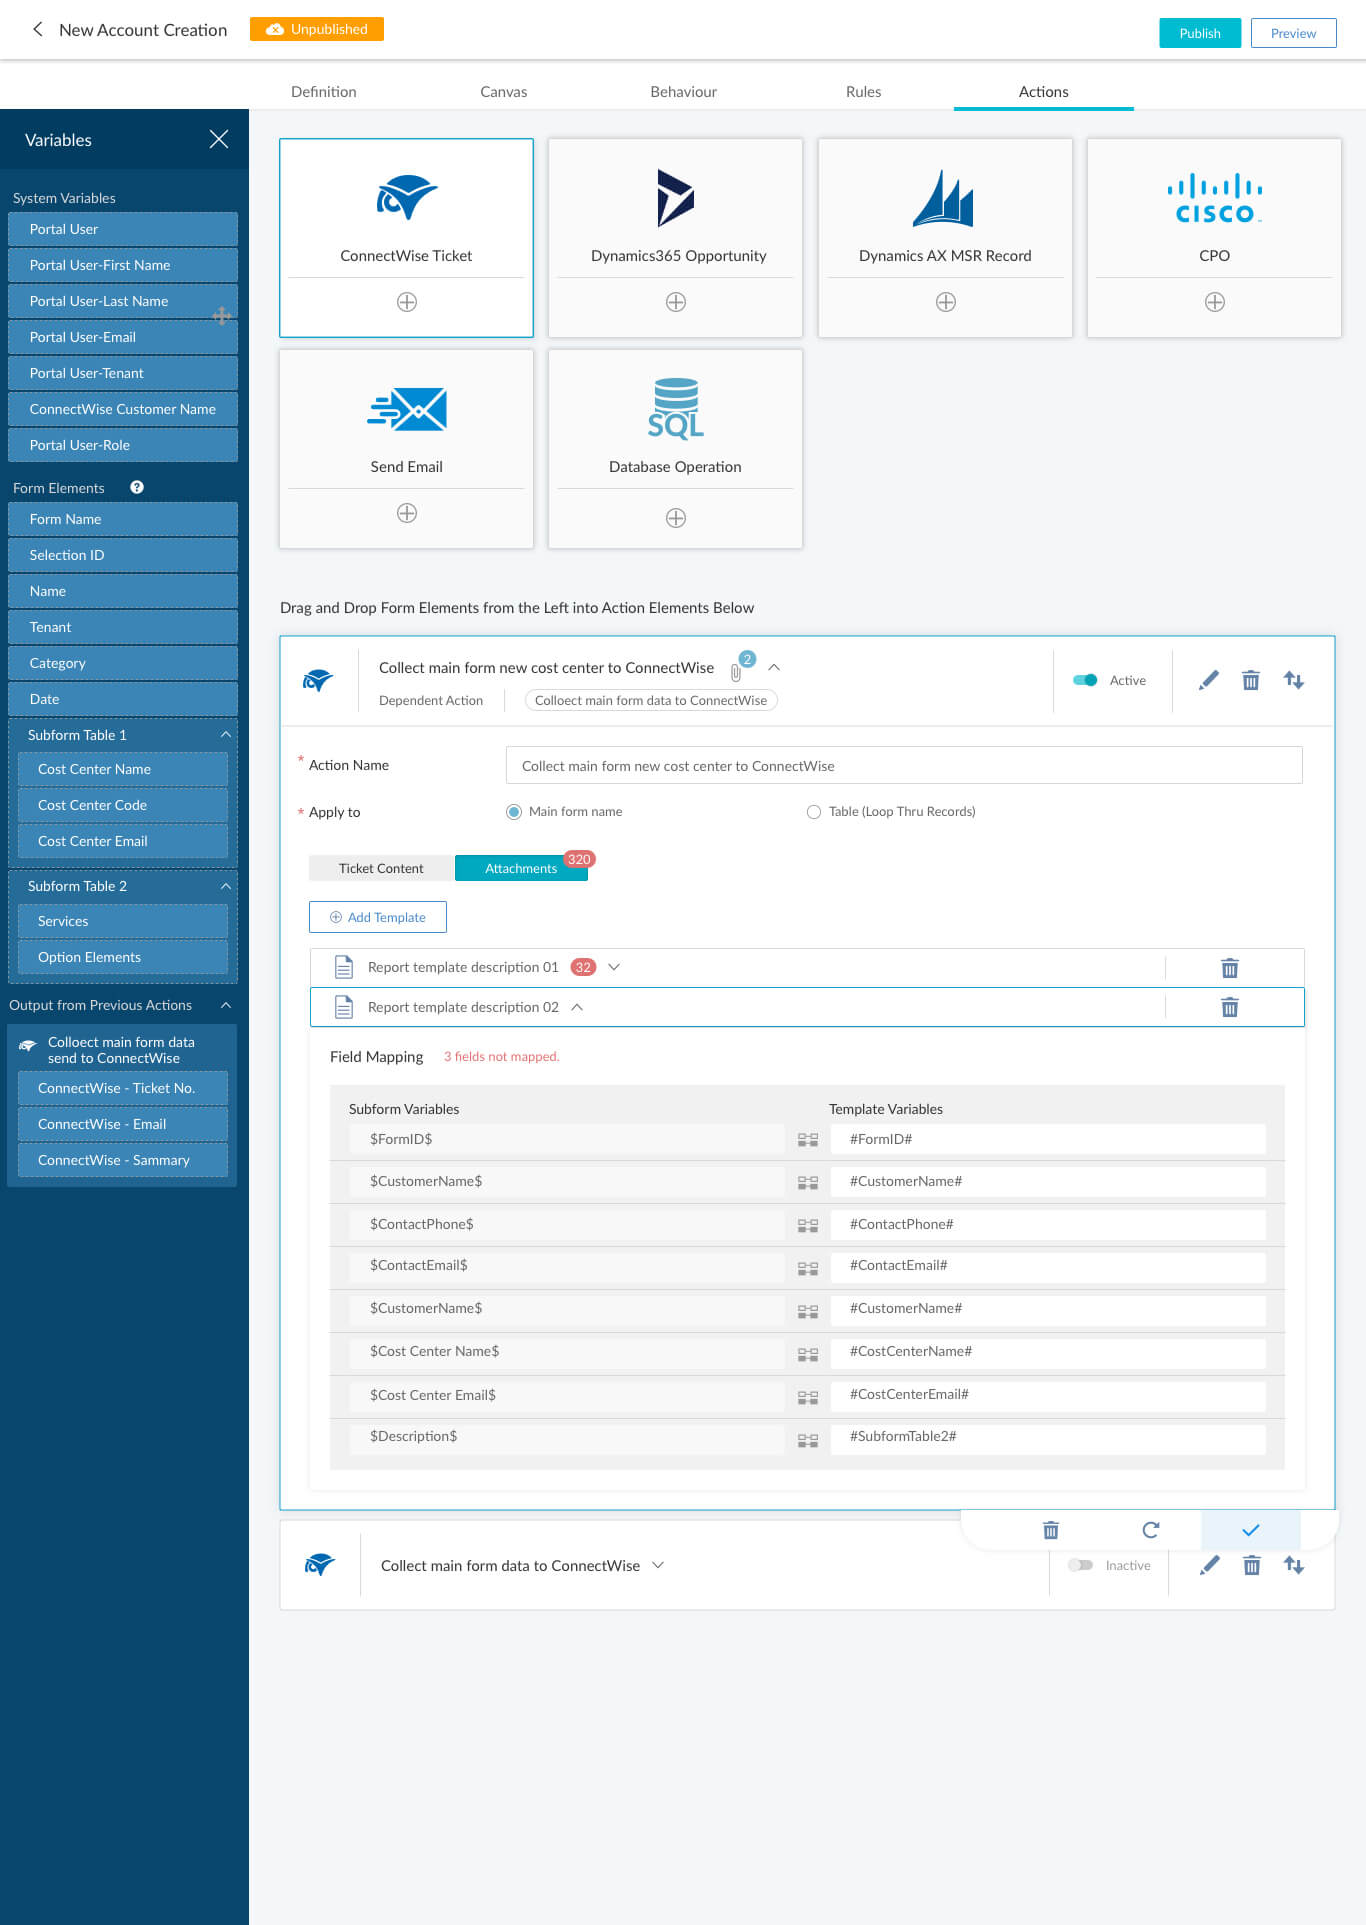 New Account Creation
Unpublished
Publish
Preview
Definition
Canvas
Behaviour
Rules
Actions
Variables
System Variables
Portal User
Portal User-First Name
Portal User-Last Name
Portal User-Email
Portal User-Tenant
ConnectWise Customer Name
Portal User-Role
Form Elements
?
Form Name
Selection ID
Name
Tenant
Category
Date
Subform Table 1
Cost Center Name
Cost Center Code
Cost Center Email
Subform Table 2
Services
Option Elements
Output from Previous Actions
Colloect main form data
send to ConnectWise
ConnectWise - Ticket No.
ConnectWise - Email
ConnectWise - Sammary
ConnectWise Ticket
Dynamics365 Opportunity
Dynamics AX MSR Record
CISCO
CPO
Send Email
SQL
Database Operation
Drag and Drop Form Elements from the Left into Action Elements Below
Collect main form new cost center to ConnectWise
2
Dependent Action
Colloect main form data to ConnectWise
Active
* Action Name
Collect main form new cost center to ConnectWise
* Apply to
Main form name
Table (Loop Thru Records)
Ticket Content
Attachments
320
Add Template
Report template description 01
32
Report template description 02
Field Mapping
3 fields not mapped.
Subform Variables
Template Variables
$FormID$
#FormID#
$CustomerName$
#CustomerName#
$ContactPhone$
#ContactPhone#
$ContactEmail$
#ContactEmail#
$CustomerName$
#CustomerName#
$Cost Center Name$
#CostCenterName#
$Cost Center Email$
#CostCenterEmail#
$Description$
#SubformTable2#
Collect main form data to ConnectWise
Inactive